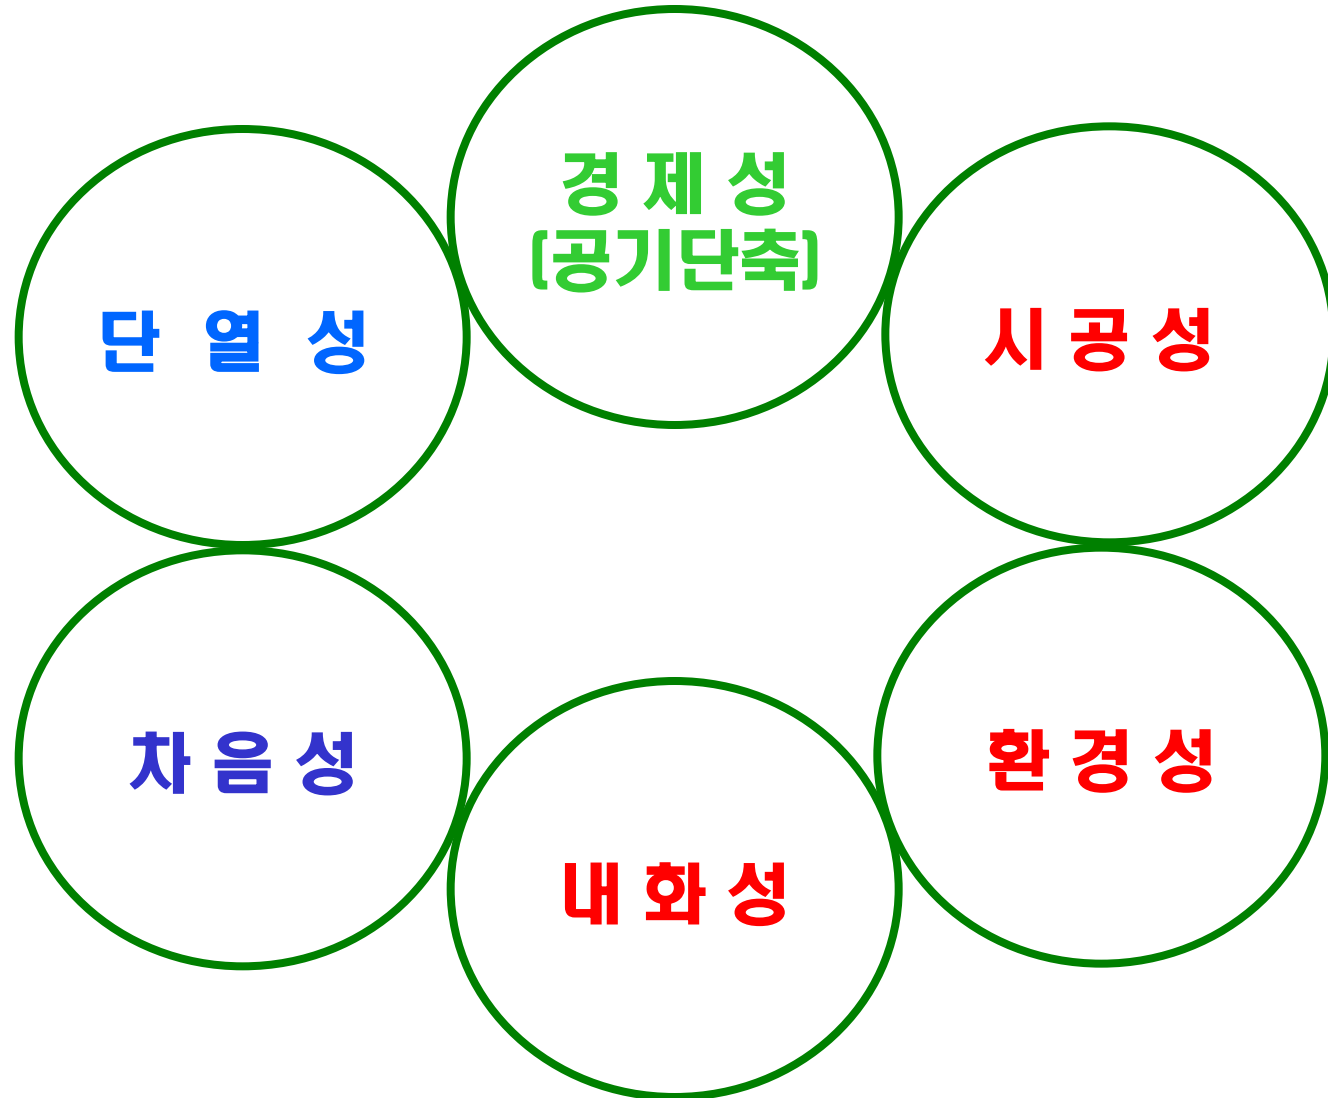 경 제 성
(공기단축)
단 열 성
시 공 성
차 음 성
환 경 성
내 화 성